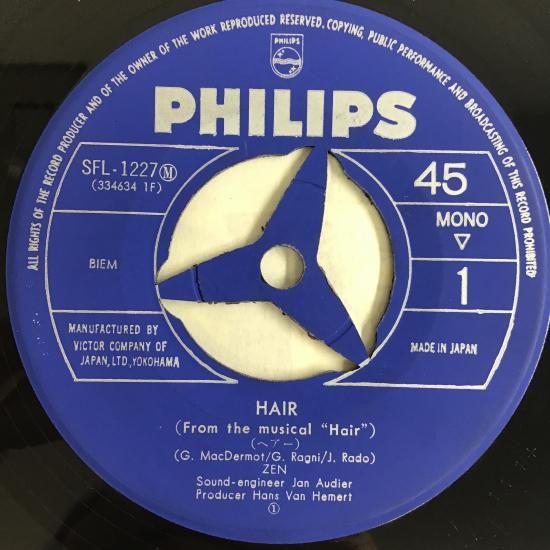 ALL RIGHTS OF THE RECORD PRODUCER AND OF THE OWNER OF THE WORK REPRODUCED RESERVED. COPYING, PUBLIC PERFORMANCE AND BROADCASTING OF THIS RECORD PROHIBITED
PHILIPS
PHILIPS
SFL-1227 Ⓜ
(334634 1F)
45
MONO
▽
BIEM
1
MANUFACTURED BY
VICTOR COMPANY OF
JAPAN, LTD., YOKOHAMA
MADE IN JAPAN
HAIR
(From the musical "Hair")
(ヘアー)
(G. MacDermot/G. Ragni/J. Rado)
ZEN
Sound-engineer Jan Audier
Producer Hans Van Hemert
①